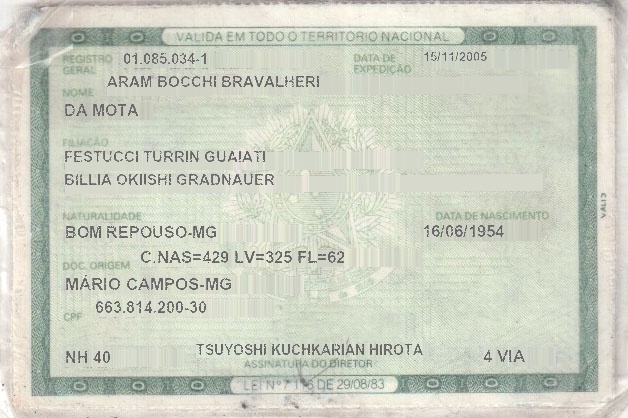 VALIDA EM TODO O TERRITÓRIO NACIONAL
REGISTRO GERAL 01.085.034-1 DATA DE EXPEDIÇÃO 15/11/2005
NOME ARAM BOCCHI BRAVALHERI
DA MOTA
FILIAÇÃO
FESTUCCI TURRIN GUAIATI
BILLIA OKIISHI GRADNAUER
NATURALIDADE DATA DE NASCIMENTO
BOM REPOUSO-MG 16/06/1954
DOC. ORIGEM C.NAS=429 LV=325 FL=62
MÁRIO CAMPOS-MG
CPF 663.814.200-30
NH 40 TSUYOSHI KUCHKARIAN HIROTA 4 VIA
ASSINATURA DO DIRETOR
LEI Nº 7.116 DE 29/08/83